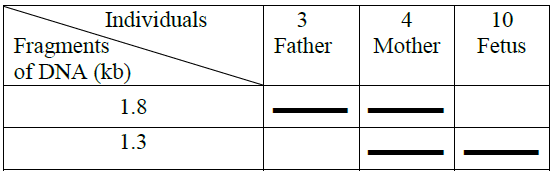 Individuals
Fragments
of DNA (kb)
3
Father
4
Mother
10
Fetus
1.8
1.3